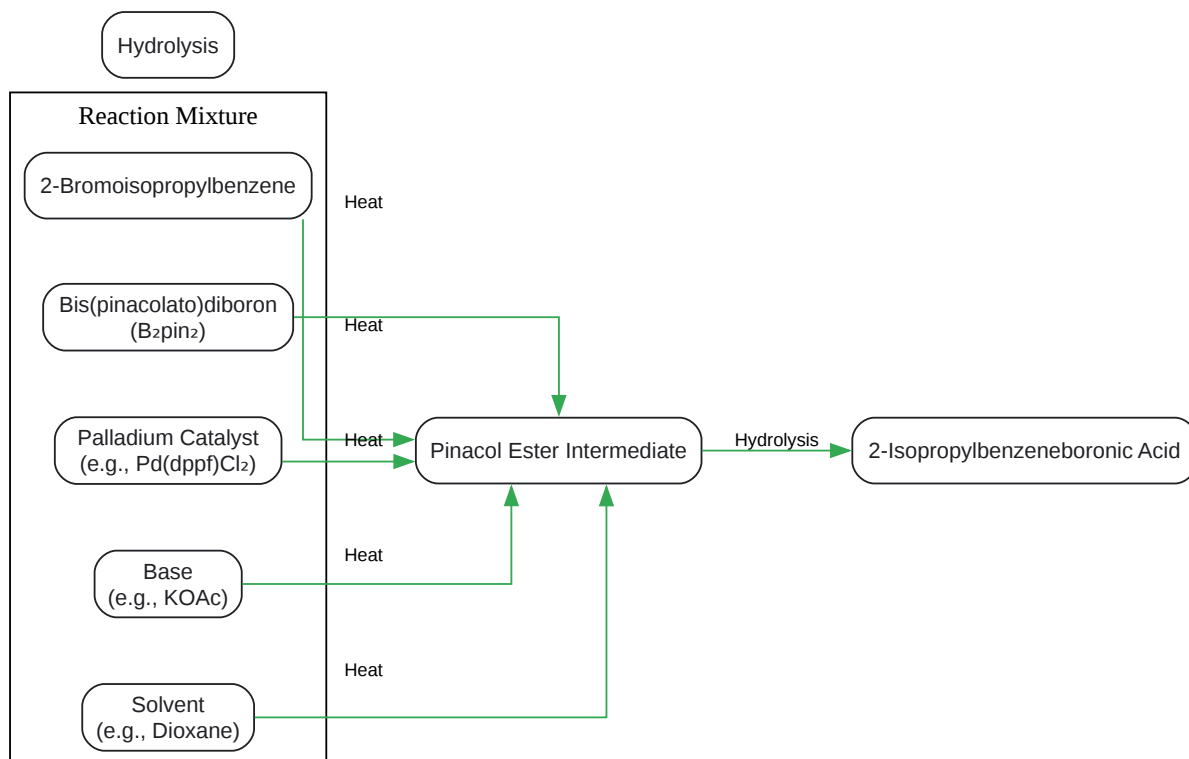 Hydrolysis
Reaction Mixture
2-Bromoisopropylbenzene
Heat
Bis(pinacolato)diboron
(B₂pin₂)
Heat
Palladium Catalyst
(e.g., Pd(dppf)Cl₂)
Heat
Pinacol Ester Intermediate
Hydrolysis
2-Isopropylbenzeneboronic Acid
Base
(e.g., KOAc)
Heat
Solvent
(e.g., Dioxane)
Heat